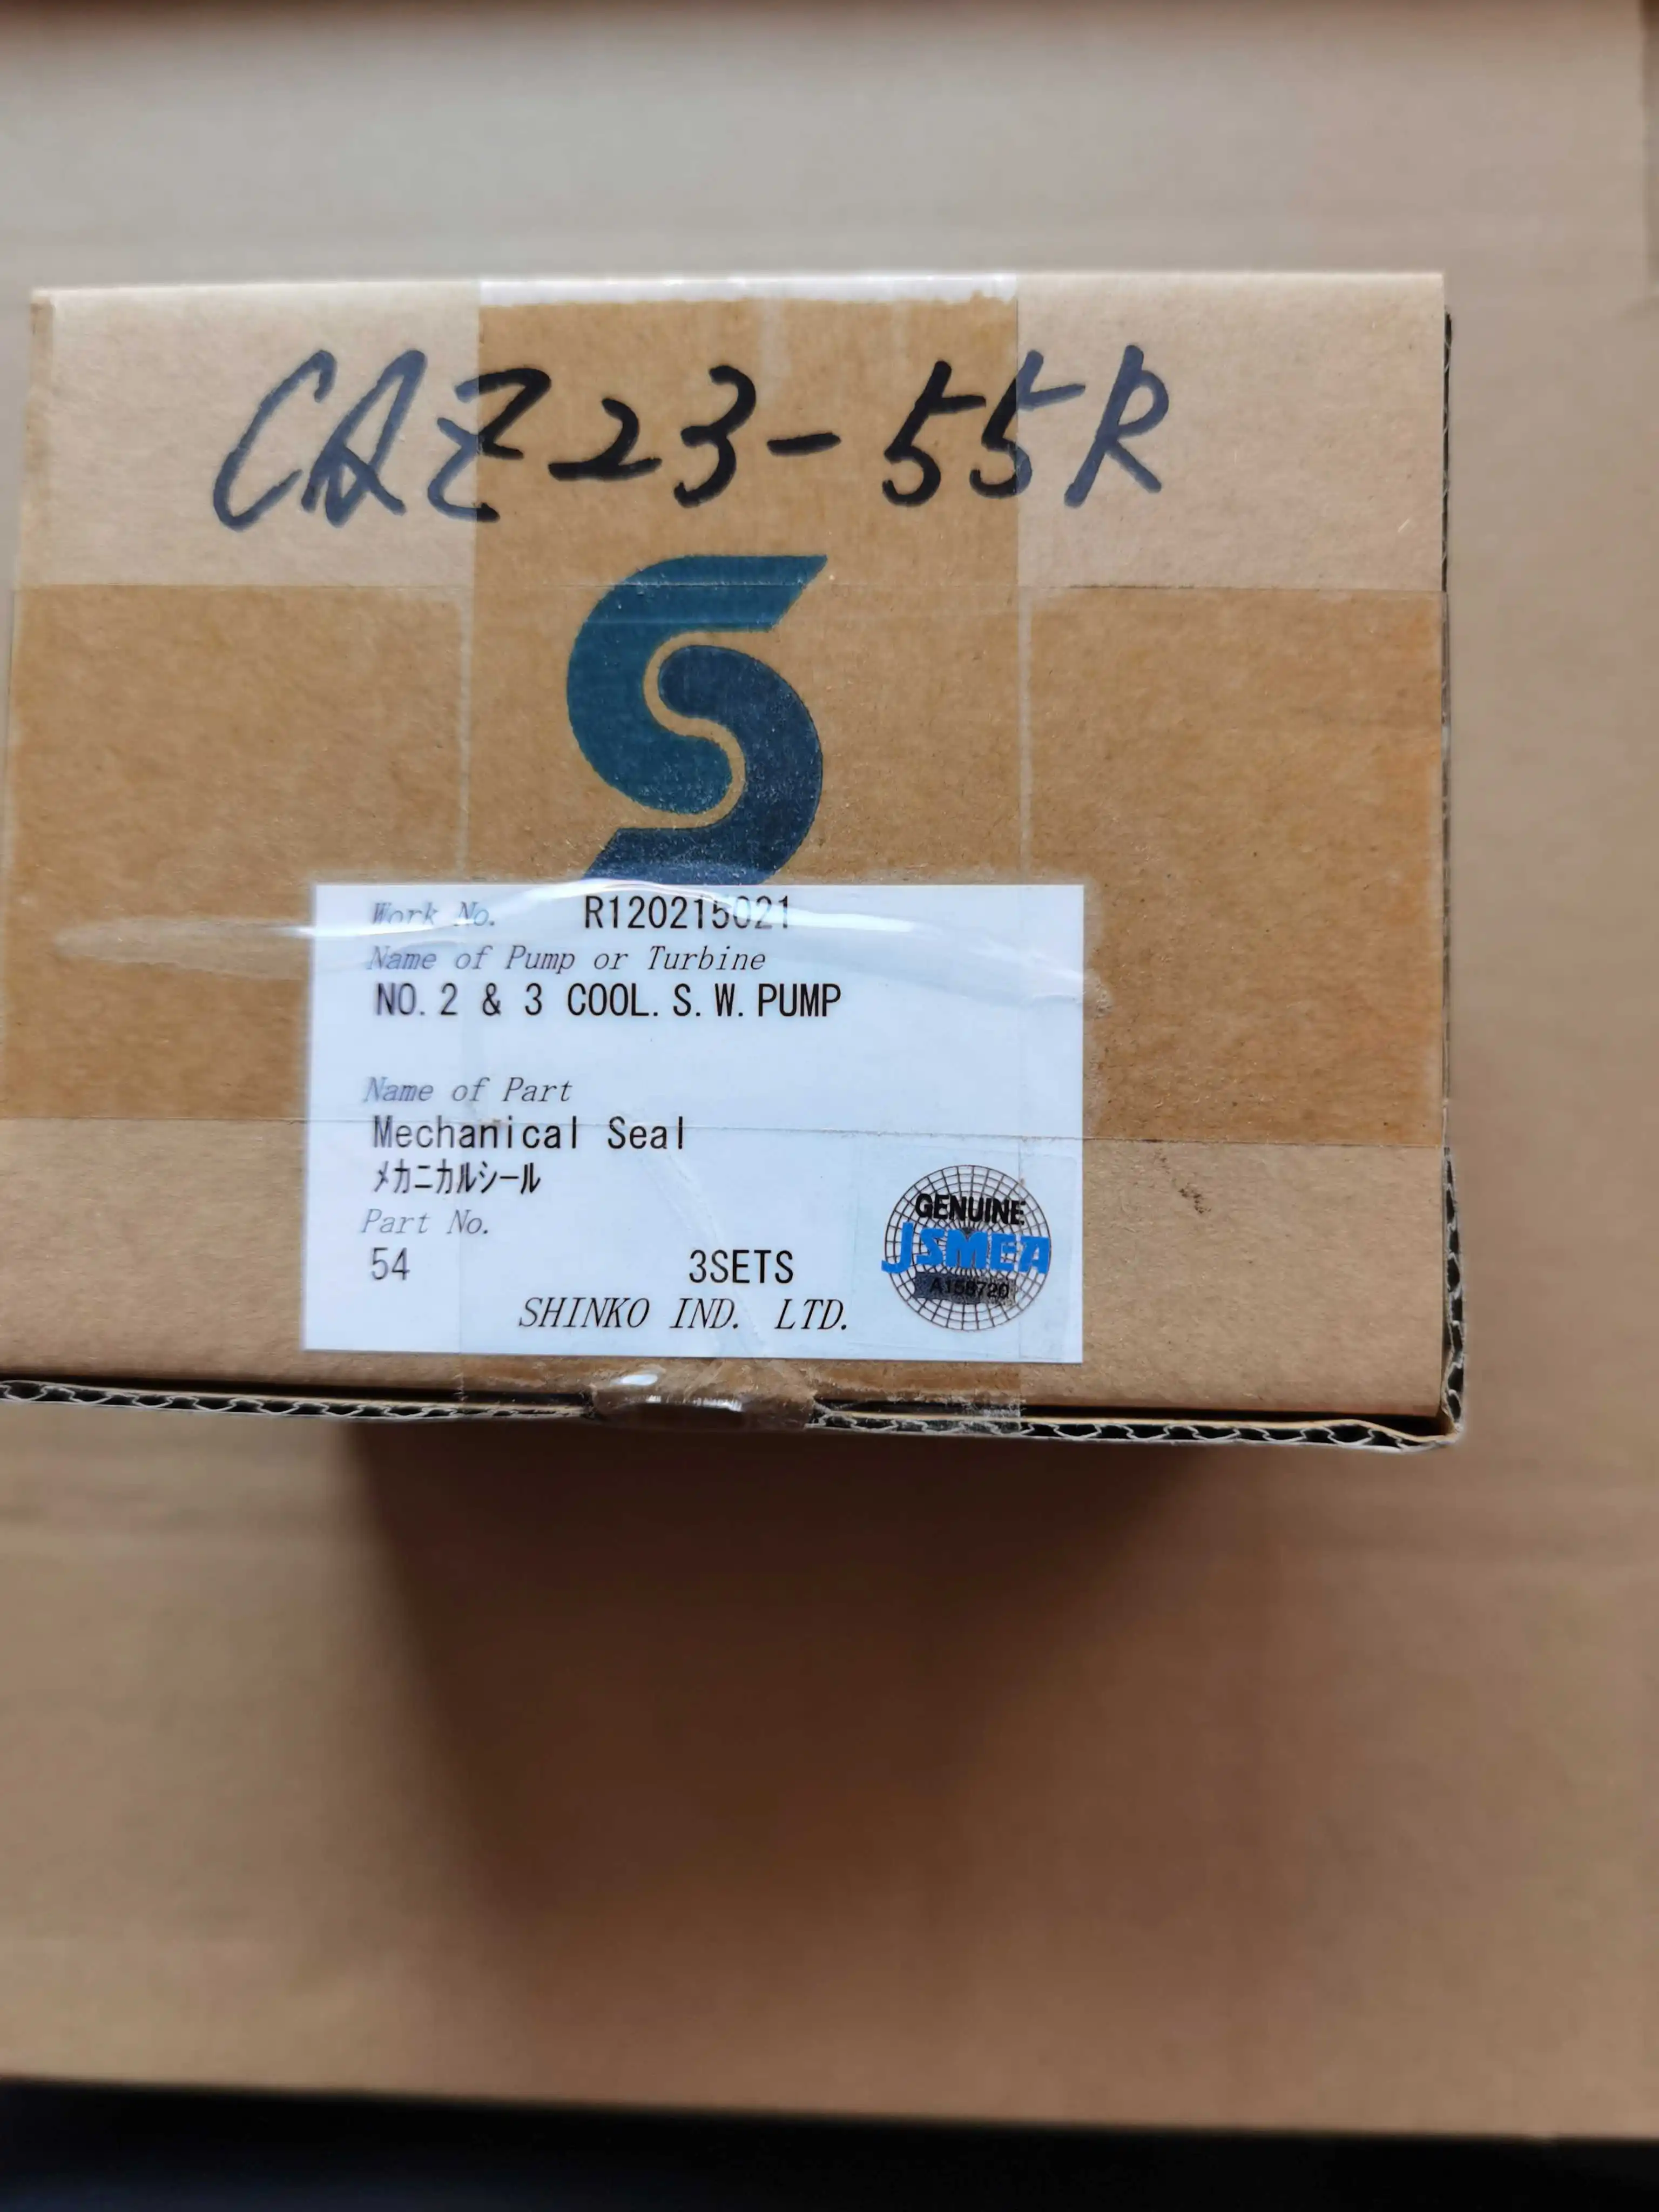 CAZ23-55R
Work No. R120215021
Name of Pump or Turbine
NO.2 & 3 COOL.S.W.PUMP
Name of Part
Mechanical Seal
メカニカルシール
Part No.
54 3SETS
SHINKO IND. LTD.
GENUINE
JSMEA
A158720